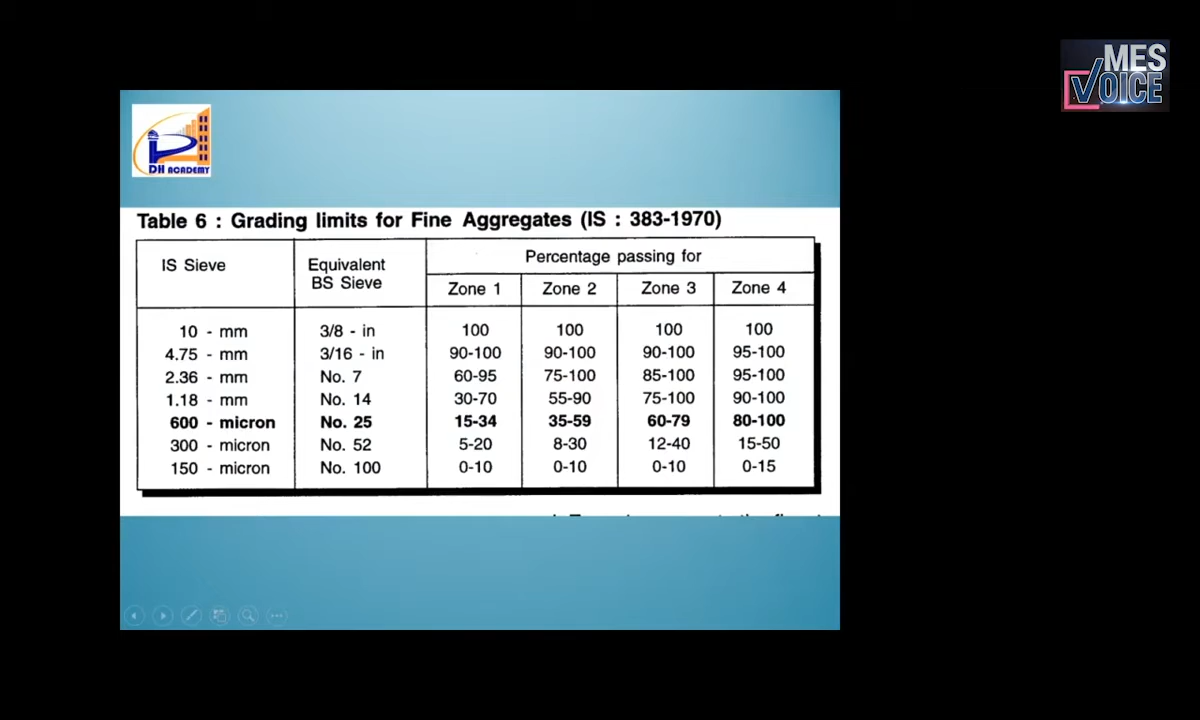 MES
VOICE
DH ACADEMY
Table 6 : Grading limits for Fine Aggregates (IS : 383-1970)
IS Sieve Equivalent BS Sieve Percentage passing for
Zone 1 Zone 2 Zone 3 Zone 4
10 - mm 3/8 - in 100 100 100 100
4.75 - mm 3/16 - in 90-100 90-100 90-100 95-100
2.36 - mm No. 7 60-95 75-100 85-100 95-100
1.18 - mm No. 14 30-70 55-90 75-100 90-100
600 - micron No. 25 15-34 35-59 60-79 80-100
300 - micron No. 52 5-20 8-30 12-40 15-50
150 - micron No. 100 0-10 0-10 0-10 0-15